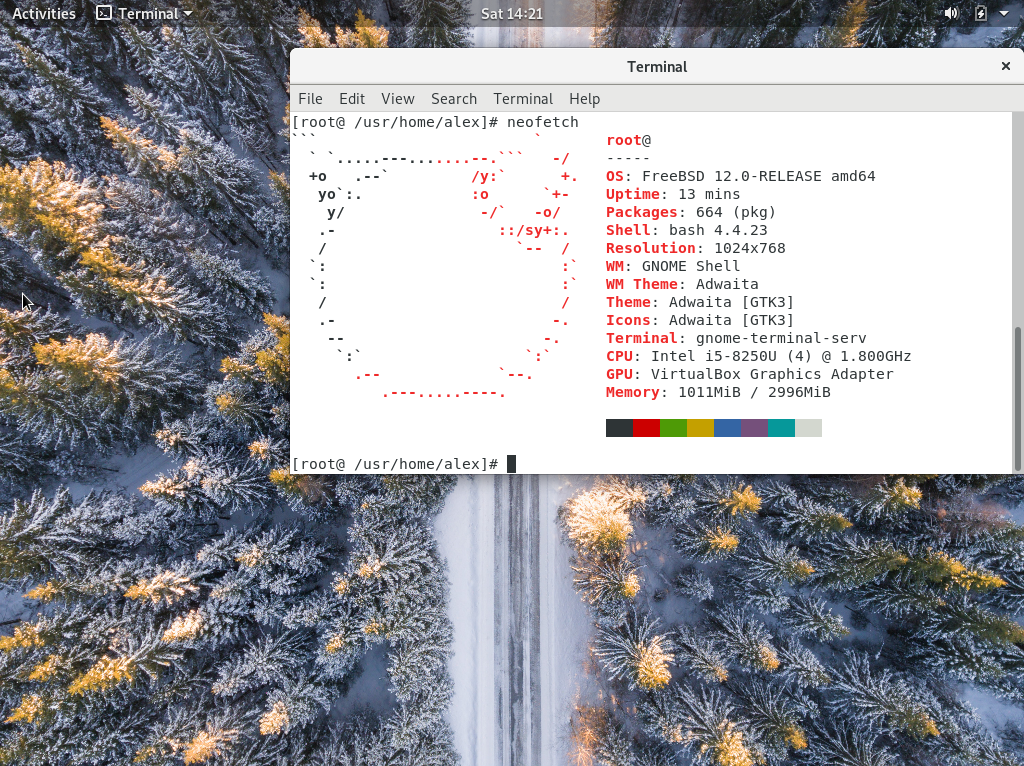 Activities Terminal Sat 14:21
Terminal
File Edit View Search Terminal Help
[root@ /usr/home/alex]# neofetch
```                        `       root@
  ` `.....---.......--.```   -/    -----
  +o   .--`         /y:`      +.   OS: FreeBSD 12.0-RELEASE amd64
   yo`:.            :o      `+-    Uptime: 13 mins
    y/               -/`   -o/     Packages: 664 (pkg)
   .-                  ::/sy+:.    Shell: bash 4.4.23
   /                     `--  /    Resolution: 1024x768
  `:                          :`   WM: GNOME Shell
  `:                          :`   WM Theme: Adwaita
   /                          /    Theme: Adwaita [GTK3]
   .-                        -.    Icons: Adwaita [GTK3]
    --                      -.     Terminal: gnome-terminal-serv
     `:`                  `:`      CPU: Intel i5-8250U (4) @ 1.800GHz
       .--             `--.        GPU: VirtualBox Graphics Adapter
          .---.....----.           Memory: 1011MiB / 2996MiB
[root@ /usr/home/alex]#